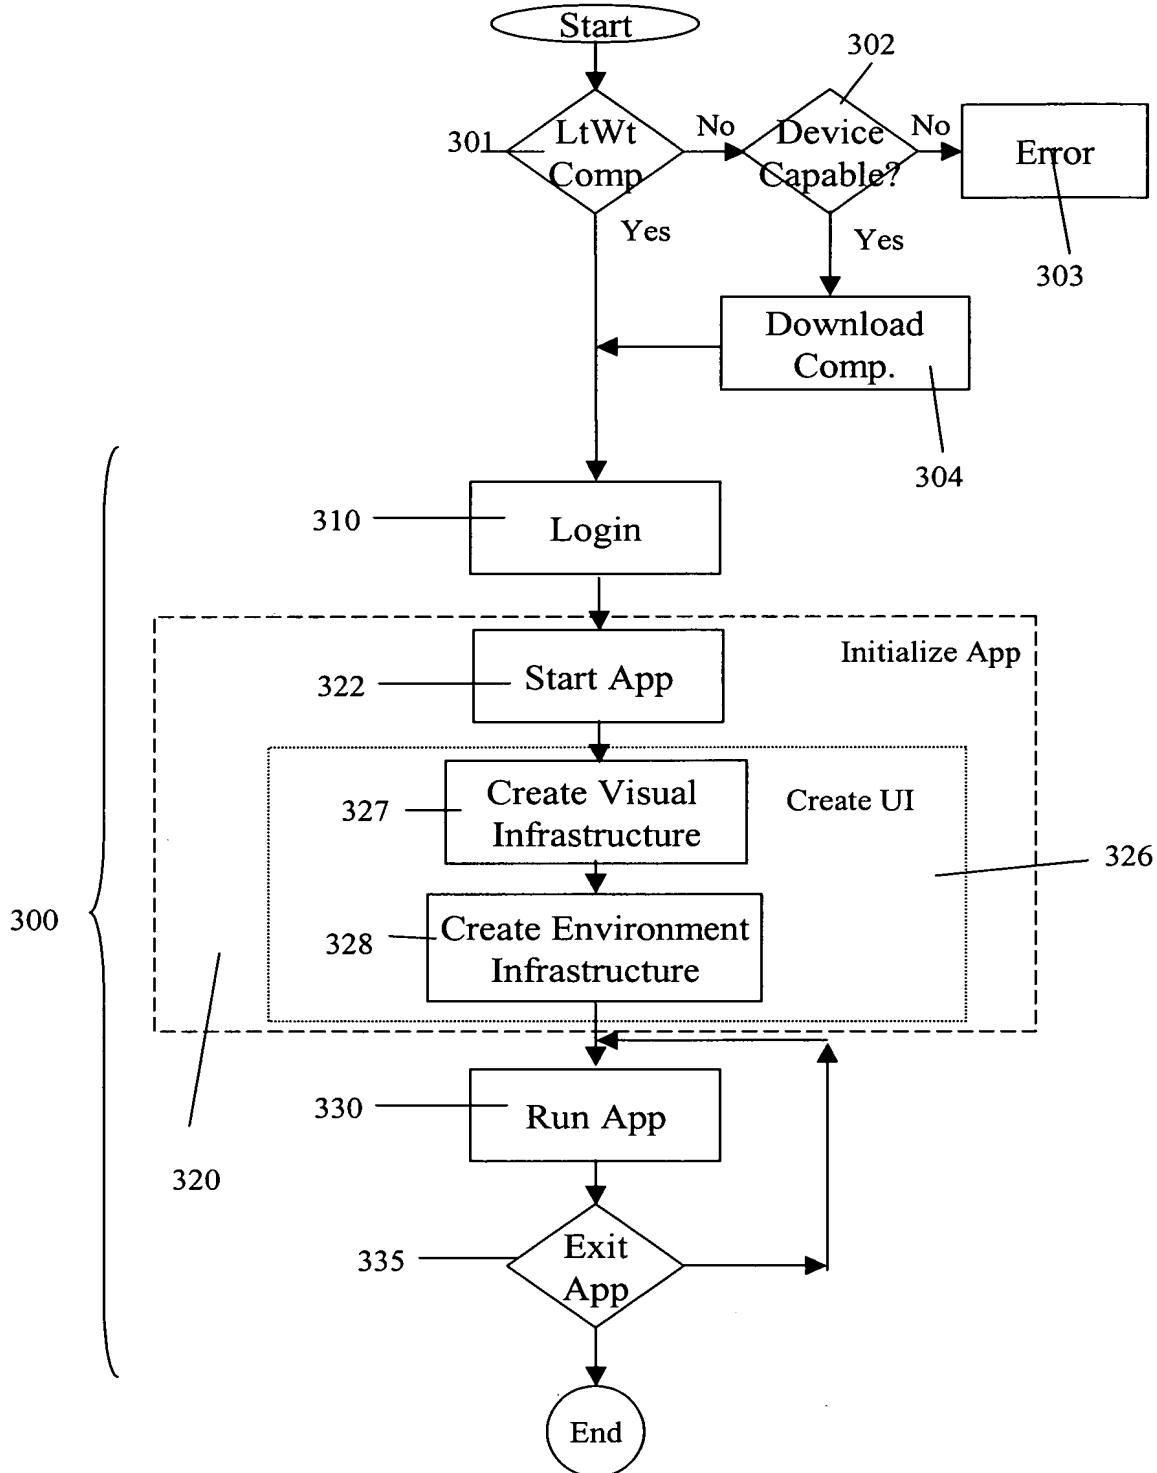 Start
302
LtWt
Comp
301
No
Device
Capable?
No
Error
Yes
Yes
303
Download
Comp.
304
310
Login
Initialize App
322
Start App
327
Create Visual
Infrastructure
Create UI
326
300
328
Create Environment
Infrastructure
330
Run App
320
335
Exit
App
End